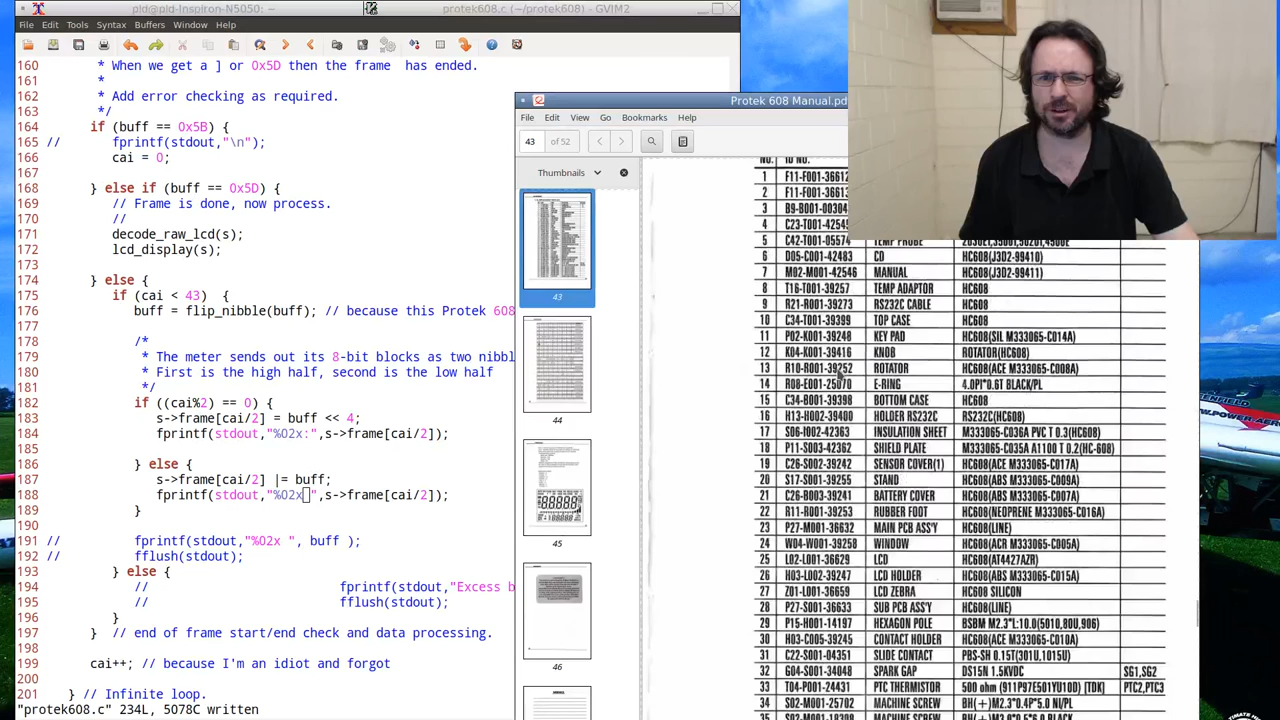 pld@pld-Inspiron-N5050: ~
protek608.c (~/protek608) - GVIM2
File Edit Tools Syntax Buffers Window Help
160 * When we get a ] or 0x5D then the frame  has ended.
161 *
162 * Add error checking as required.
163 */
164 if (buff == 0x5B) {
165 // fprintf(stdout,"\n");
166 cai = 0;
167
168 } else if (buff == 0x5D) {
169 // Frame is done, now process.
170 //
171 decode_raw_lcd(s);
172 lcd_display(s);
173
174 } else {
175 if (cai < 43)  {
176 buff = flip_nibble(buff); // because this Protek 608
177
178 /*
179 * The meter sends out its 8-bit blocks as two nibbl
180 * First is the high half, second is the low half
181 */
182 if ((cai%2) == 0) {
183 s->frame[cai/2] = buff << 4;
184 fprintf(stdout,"%02x:",s->frame[cai/2]);
185
186 } else {
187 s->frame[cai/2] |= buff;
188 fprintf(stdout,"%02x ",s->frame[cai/2]);
189 }
190
191 // fprintf(stdout,"%02x ", buff );
192 // fflush(stdout);
193 } else {
194 // fprintf(stdout,"Excess b
195 // fflush(stdout);
196 }
197 }  // end of frame start/end check and data processing.
198
199 cai++; // because I'm an idiot and forgot
200
201 } // Infinite loop.
"protek608.c" 234L, 5078C written
Protek 608 Manual.pd
File Edit View Go Bookmarks Help
43 of 52
Thumbnails
43
44
45
46
NO. ID NO.
1 F11-F001-36612
2 F11-F001-3661
3 B9-B001-00304
4 C23-T001-4254
5 C42-T001-05574 TEMP PROBE
6 D05-C001-42483 CD HC608(J3D2-99410)
7 M02-M001-42546 MANUAL HC608(J3D2-99411)
8 T16-T001-39257 TEMP ADAPTOR HC608
9 R21-R001-39273 RS232C CABLE HC608
10 C34-T001-39399 TOP CASE HC608
11 P02-K001-39248 KEY PAD HC608(SIL M333065-C014A)
12 K04-K001-39416 KNOB ROTATOR(HC608)
13 R10-R001-39252 ROTATOR HC608(ACE M333065-C008A)
14 R08-E001-25070 E-RING 4.0PI*0.6T BLACK/PL
15 C34-B001-39398 BOTTOM CASE HC608
16 H13-H002-39400 HOLDER RS232C RS232C(HC608)
17 S06-I002-42363 INSULATION SHEET M333065-C036A PVC T 0.3(HC608)
18 P11-S003-42362 SHIELD PLATE M333065-C035A A1100 T 0.2(HC-608)
19 C26-S002-39242 SENSOR COVER(1) HC608(ACE M333065-C017A)
20 S17-S001-39255 STAND HC608(ABS M333065-C009A)
21 C26-B003-39241 BATTERY COVER HC608(ABS M333065-C007A)
22 R11-R001-39253 RUBBER FOOT HC608(NEOPRENE M333065-C016A)
23 P27-M001-36632 MAIN PCB ASS'Y HC608(LINE)
24 W04-W001-39258 WINDOW HC608(ACR M333065-C005A)
25 L02-L001-36629 LCD HC608(AT4427AZR)
26 H03-L002-39247 LCD HOLDER HC608(ABS M333065-C015A)
27 Z01-L001-36659 LCD ZEBRA HC608 SILICON
28 P27-S001-36633 SUB PCB ASS'Y HC608(LINE)
29 P15-H001-14197 HEXAGON POLE BSBM M2.3*L:10.0(5010,80U,906)
30 H03-C005-39245 CONTACT HOLDER HC608(ACE M333065-C010A)
31 C22-S001-04351 SLIDE CONTACT PBS-SH 0.15T(301U,1015U)
32 G04-S001-34048 SPARK GAP DS15N 1.5KVDC SG1,SG2
33 T04-P001-24431 PTC THERMISTOR 500 ohm (911P97E501YU10D) [TDK] PTC2,PTC3
34 S02-M001-25702 MACHINE SCREW BH(+)M2.3*0.4P*5.0 NI/PL